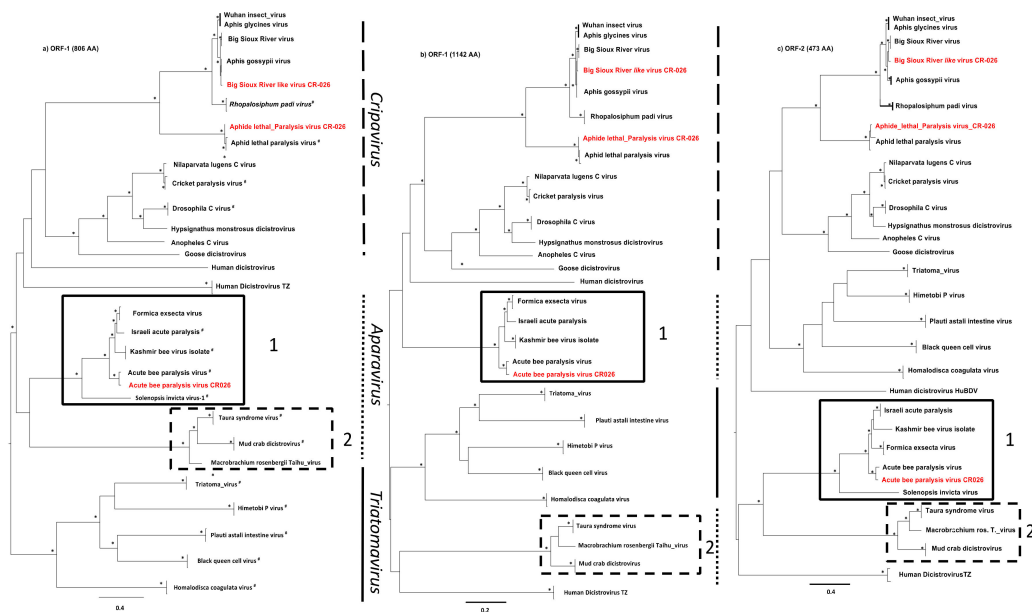 a) ORF-1 (806 AA)
Wuhan insect_virus
Aphis glycines virus
Big Sioux River virus
Aphis gossypii virus
Big Sioux River like virus CR-026
Rhopalosiphum padi virus#
Aphide lethal_Paralysis virus CR-026
Aphid lethal paralysis virus #
Nilaparvata lugens C virus
Cricket paralysis virus #
Drosophila C virus #
Hypsignathus monstrosus dicistrovirus
Anopheles C virus
Goose dicistrovirus
Human dicistrovirus
Human Dicistrovirus TZ
Formica exsecta virus
Israeli acute paralysis #
Kashmir bee virus isolate #
Acute bee paralysis virus #
Acute bee paralysis virus CR026
Solenopsis invicta virus-1 #
1
Taura syndrome virus #
Mud crab dicistrovirus #
Macrobrachium rosenbergii Taihu_virus
2
Triatoma_virus #
Himetobi P virus #
Plauti astali intestine virus #
Black queen cell virus #
Homalodisca coagulata virus #
0.4
Cripavirus
Aparavirus
Triatomavirus
b) ORF-1 (1142 AA)
Wuhan insect_virus
Aphis glycines virus
Big Sioux River virus
Big Sioux River like virus CR-026
Aphis gossypii virus
Rhopalosiphum padi virus
Aphide lethal_Paralysis virus CR-026
Aphid lethal paralysis virus
Nilaparvata lugens C virus
Cricket paralysis virus
Drosophila C virus
Hypsignathus monstrosus dicistrovirus
Anopheles C virus
Goose dicistrovirus
Human dicistrovirus
Formica exsecta virus
Israeli acute paralysis
Kashmir bee virus isolate
Acute bee paralysis virus
Acute bee paralysis virus CR026
1
Triatoma_virus
Plauti astali intestine virus
Himetobi P virus
Black queen cell virus
Homalodisca coagulata virus
Taura syndrome virus
Macrobrachium rosenbergii Taihu_virus
Mud crab dicistrovirus
2
Human Dicistrovirus TZ
0.2
c) ORF-2 (473 AA)
Wuhan insect_virus
Aphis glycines virus
Big Sioux River virus
Big Sioux River like virus CR-026
Aphis gossypii virus
Rhopalosiphum padi virus
Aphide_lethal_Paralysis virus_CR-026
Aphid lethal paralysis virus
Nilaparvata lugens C virus
Cricket paralysis virus
Drosophila C virus
Hypsignathus monstrosus dicistrovirus
Anopheles C virus
Goose dicistrovirus
Triatoma_virus
Himetobi P virus
Plauti astali intestine virus
Black queen cell virus
Homalodisca coagulata virus
Human dicistrovirus HuBDV
Israeli acute paralysis
Kashmir bee virus isolate
Formica exsecta virus
Acute bee paralysis virus
Acute bee paralysis virus CR026
Solenopsis invicta virus
1
Taura syndrome virus
Macrobrachium ros. T._virus
Mud crab dicistrovirus
2
Human DicistrovirusTZ
0.4